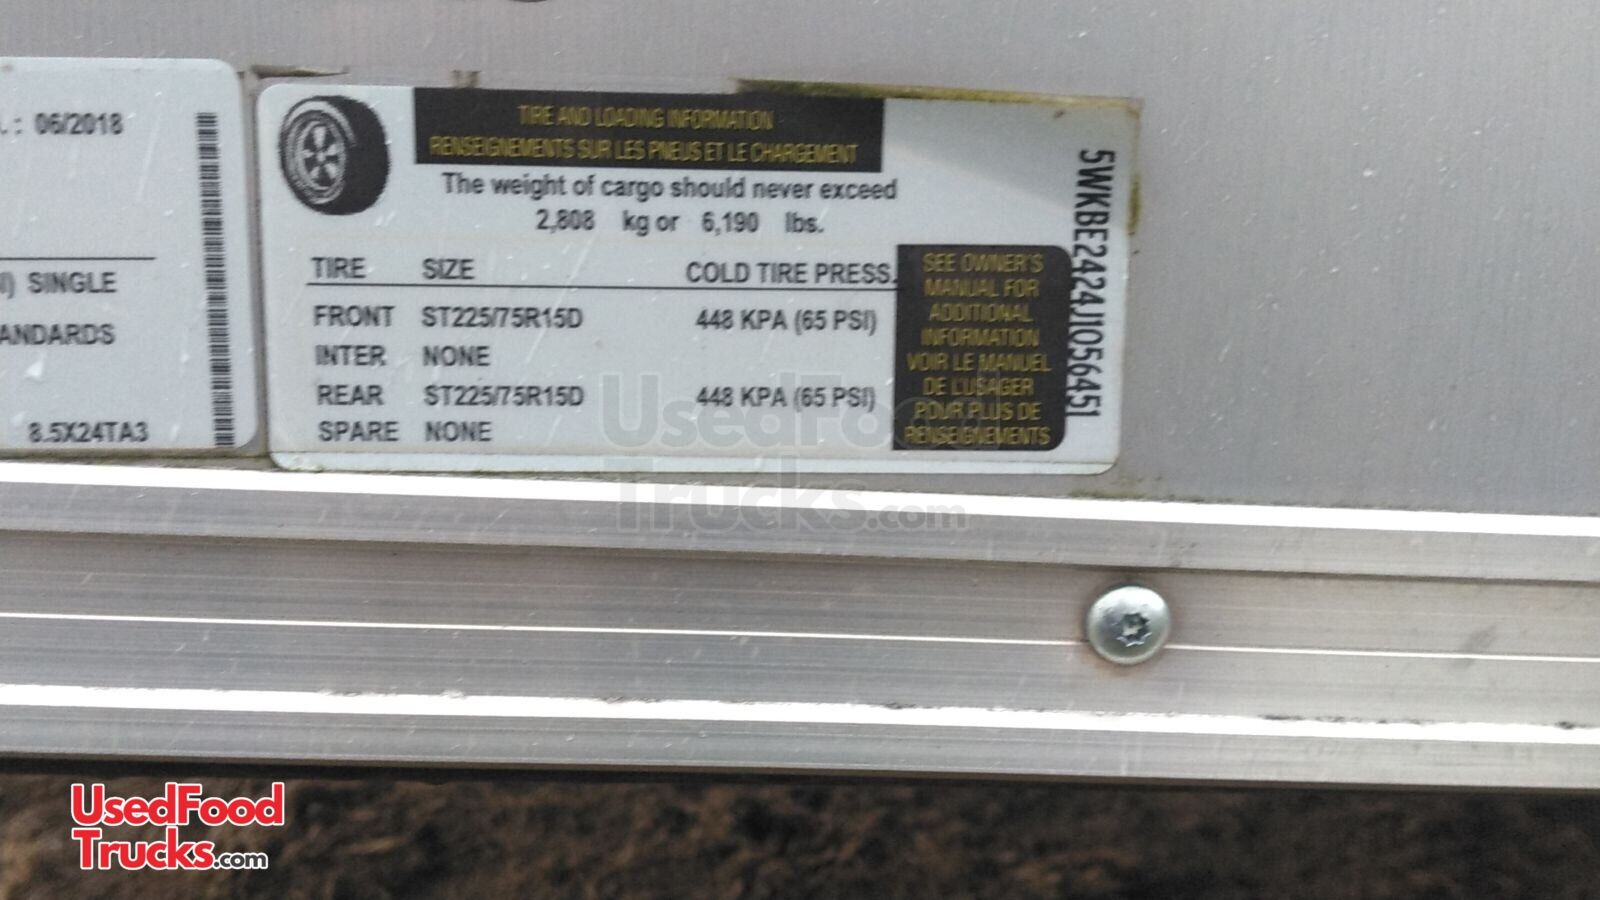 .: 06/2018
SINGLE
ANDARDS
8.5X24TA3
TIRE AND LOADING INFORMATION
RENSEIGNEMENTS SUR LES PNEUS ET LE CHARGEMENT
The weight of cargo should never exceed
2,808 kg or 6,190 lbs.
TIRE SIZE COLD TIRE PRESS.
FRONT ST225/75R15D 448 KPA (65 PSI)
INTER NONE
REAR ST225/75R15D 448 KPA (65 PSI)
SPARE NONE
SEE OWNER'S
MANUAL FOR
ADDITIONAL
INFORMATION
VOIR LE MANUEL
DE L'USAGER
POUR PLUS DE
RENSEIGNEMENTS
5WKBE2424J1056451
UsedFood
Trucks.com
UsedFood
Trucks.com